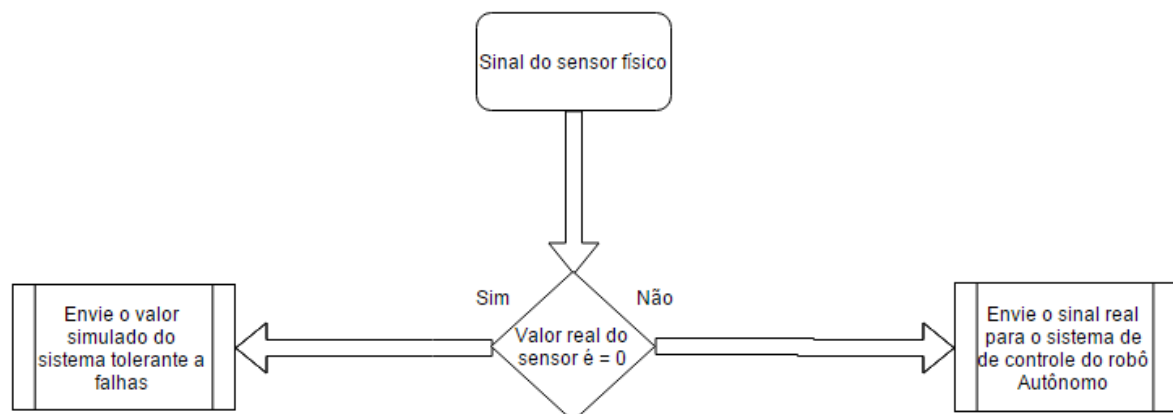 Sinal do sensor físico
Sim
Não
Valor real do
sensor é = 0
Envie o valor
simulado do
sistema tolerante a
falhas
Envie o sinal real
para o sistema de
de controle do robô
Autônomo